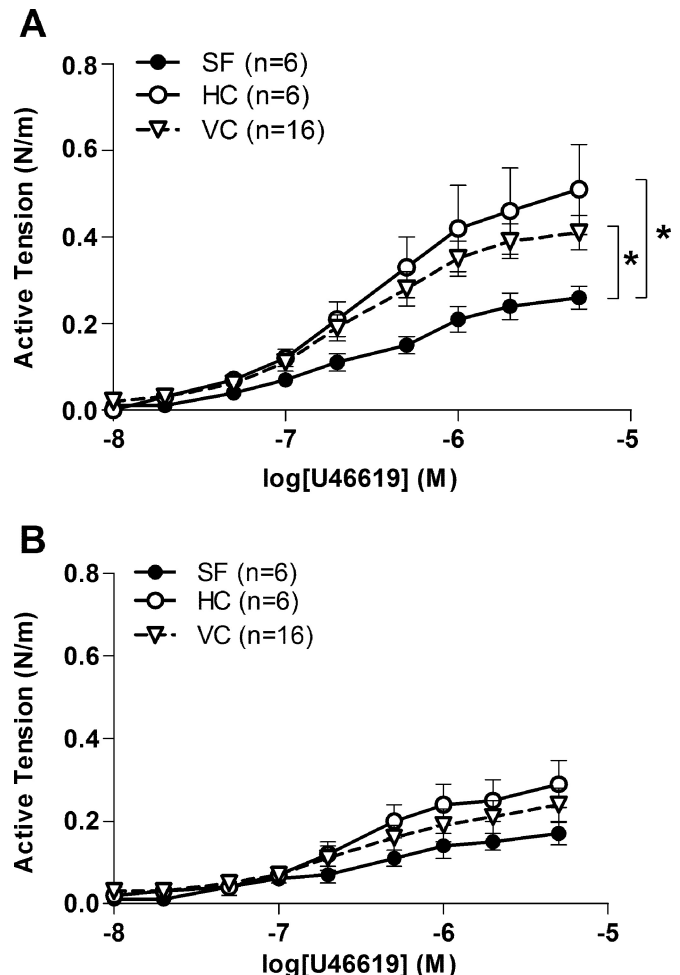 A
0.8
SF (n=6)
HC (n=6)
VC (n=16)
0.6
0.4
0.2
0.0
Active Tension (N/m)
*
*
-8
-7
-6
-5
log[U46619] (M)
B
0.8
SF (n=6)
HC (n=6)
VC (n=16)
0.6
0.4
0.2
0.0
Active Tension (N/m)
-8
-7
-6
-5
log[U46619] (M)